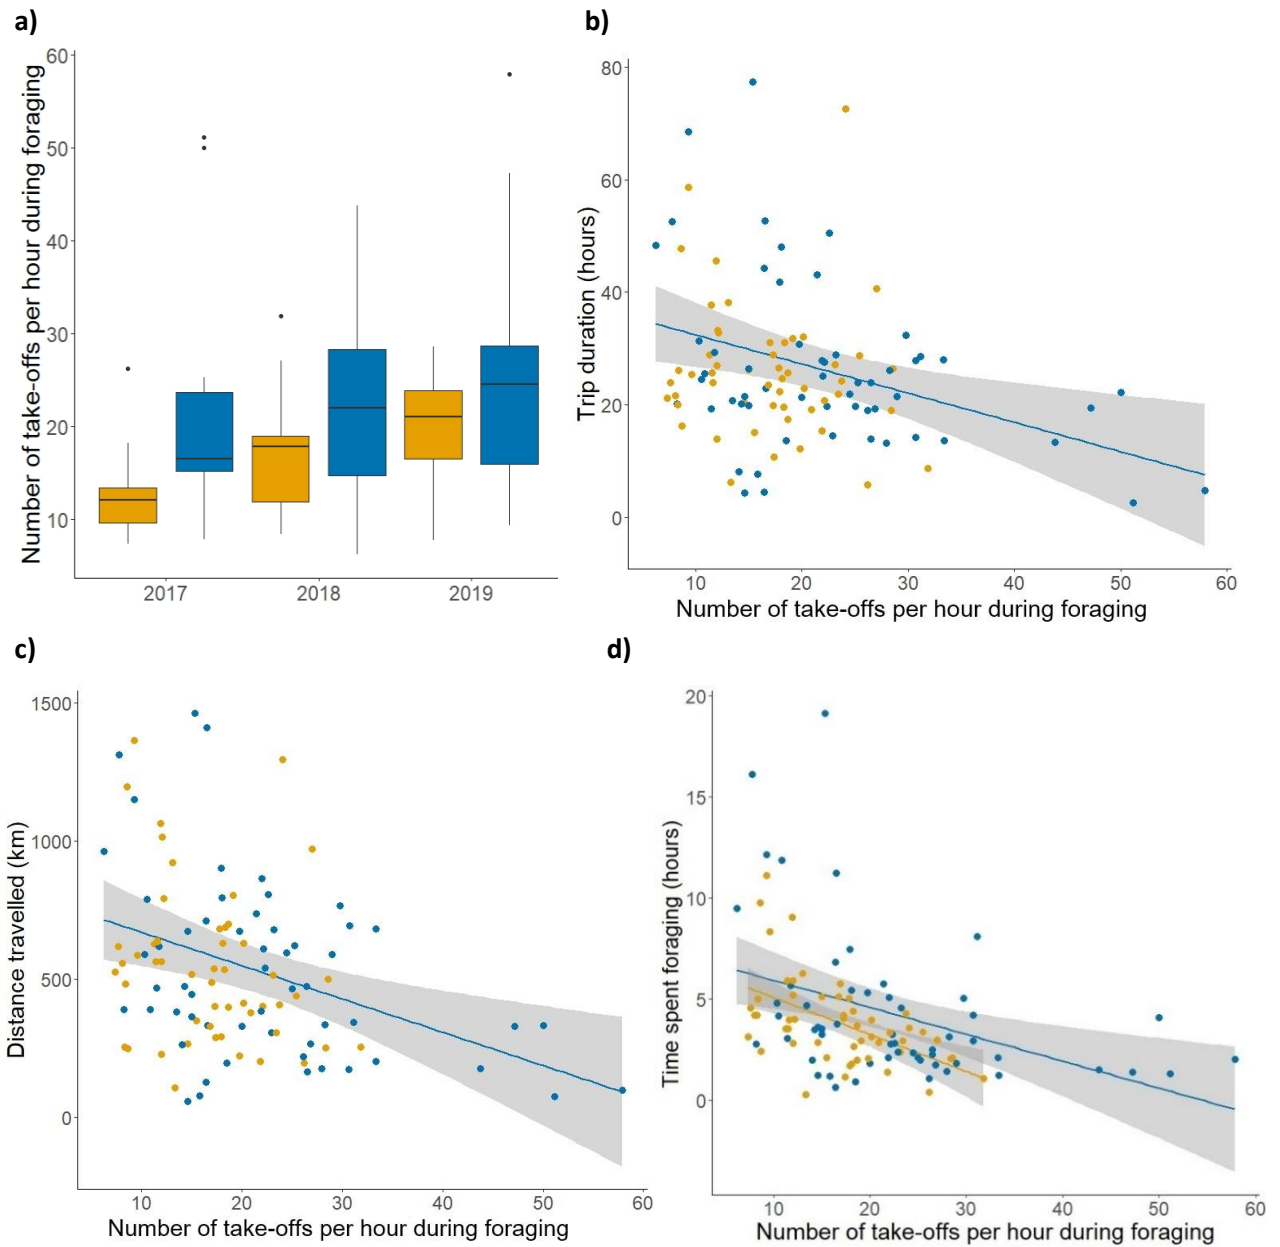 a)
Number of take-offs per hour during foraging
60
50
40
30
20
10
2017 2018 2019
b)
Trip duration (hours)
80
60
40
20
0
10 20 30 40 50 60
Number of take-offs per hour during foraging
c)
Distance travelled (km)
1500
1000
500
0
10 20 30 40 50 60
Number of take-offs per hour during foraging
d)
Time spent foraging (hours)
20
15
10
5
0
10 20 30 40 50 60
Number of take-offs per hour during foraging